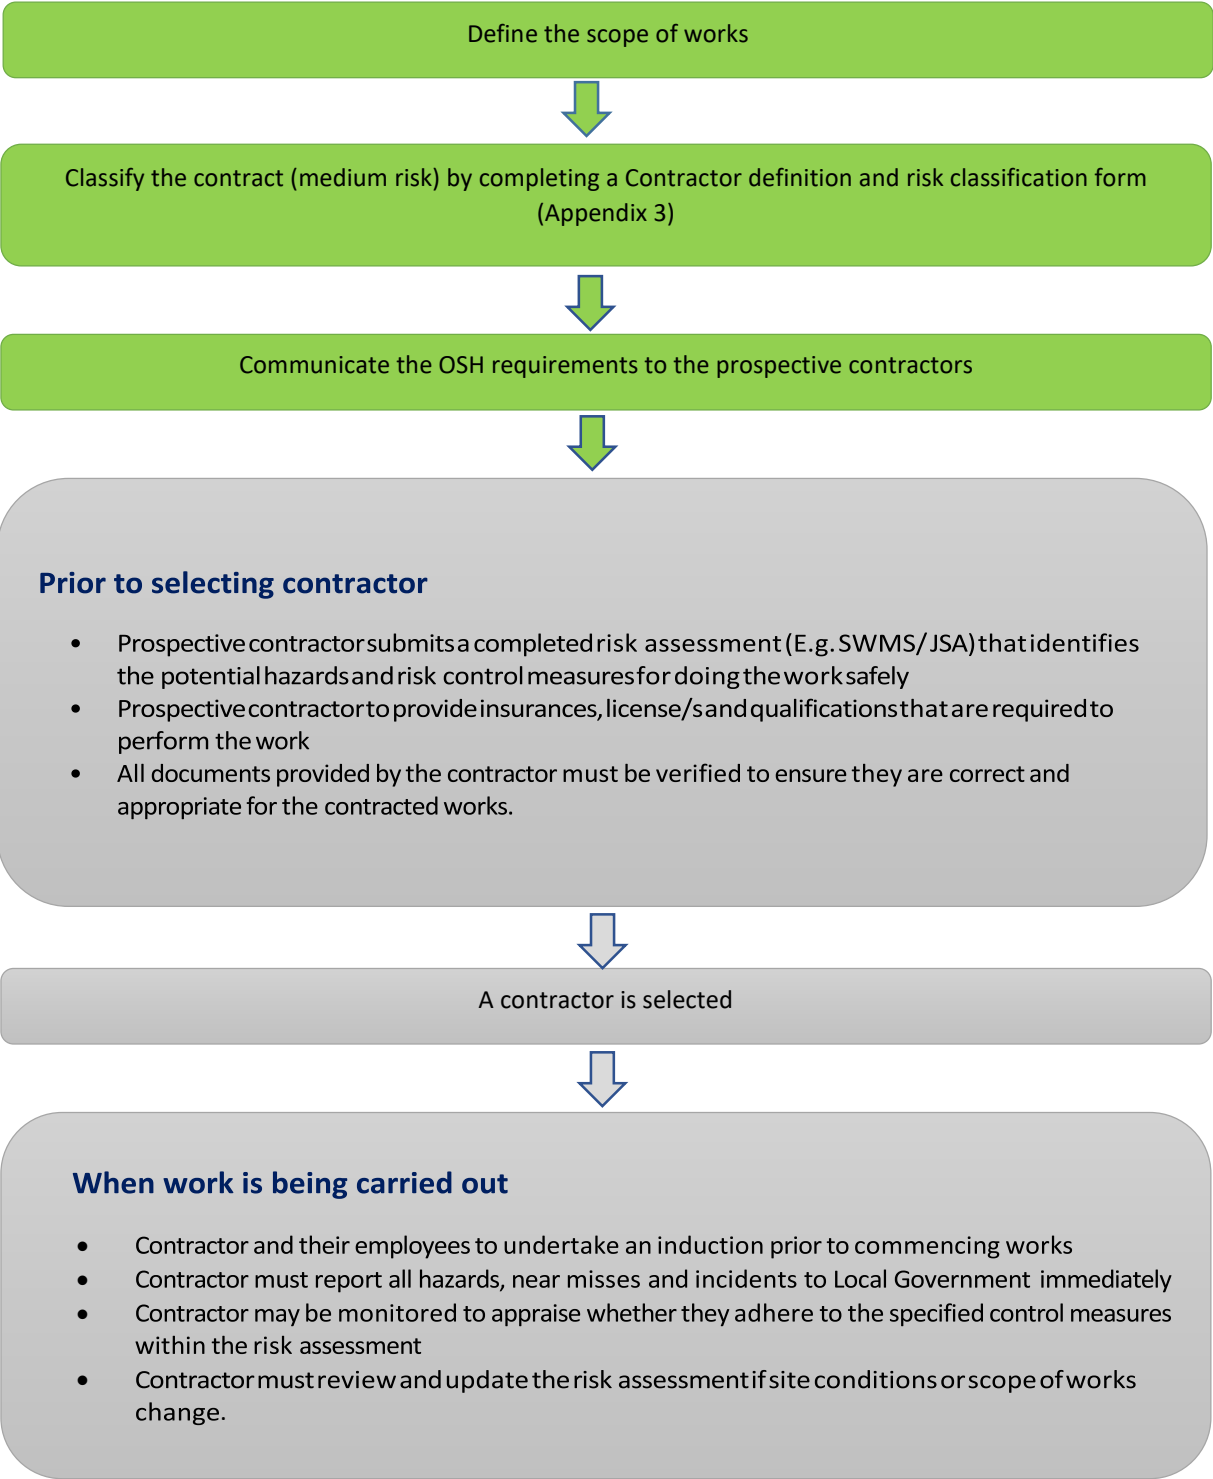 Define the scope of works
Classify the contract (medium risk) by completing a Contractor definition and risk classification form
(Appendix 3)
Communicate the OSH requirements to the prospective contractors
Prior to selecting contractor
• Prospective contractor submits a completed risk assessment (E.g. SWMS/ JSA) that identifies
the potential hazards and risk control measures for doing the work safely
• Prospective contractor to provide insurances, license/s and qualifications that are required to
perform the work
• All documents provided by the contractor must be verified to ensure they are correct and
appropriate for the contracted works.
A contractor is selected
When work is being carried out
• Contractor and their employees to undertake an induction prior to commencing works
• Contractor must report all hazards, near misses and incidents to Local Government immediately
• Contractor may be monitored to appraise whether they adhere to the specified control measures
within the risk assessment
• Contractor must review and update the risk assessment if site conditions or scope of works
change.